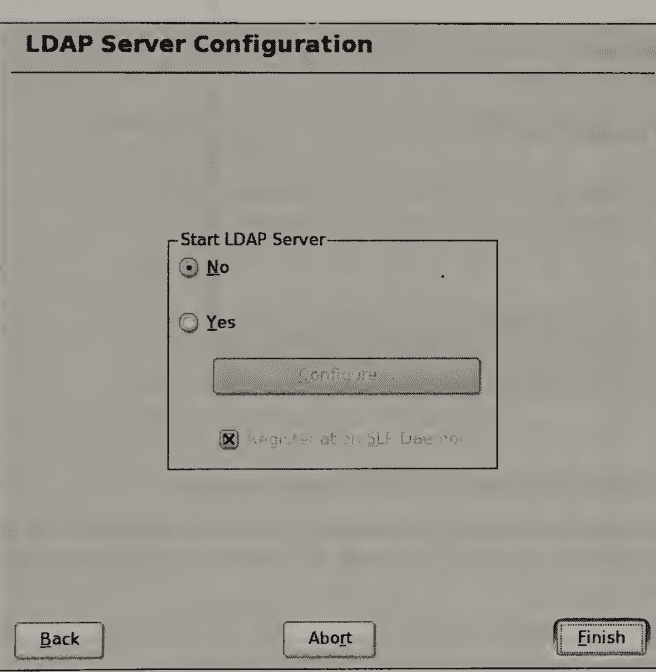 LDAP Server Configuration
Start LDAP Server
No
Yes
Configure...
Register at an SLP Daemon
Back
Abort
Finish